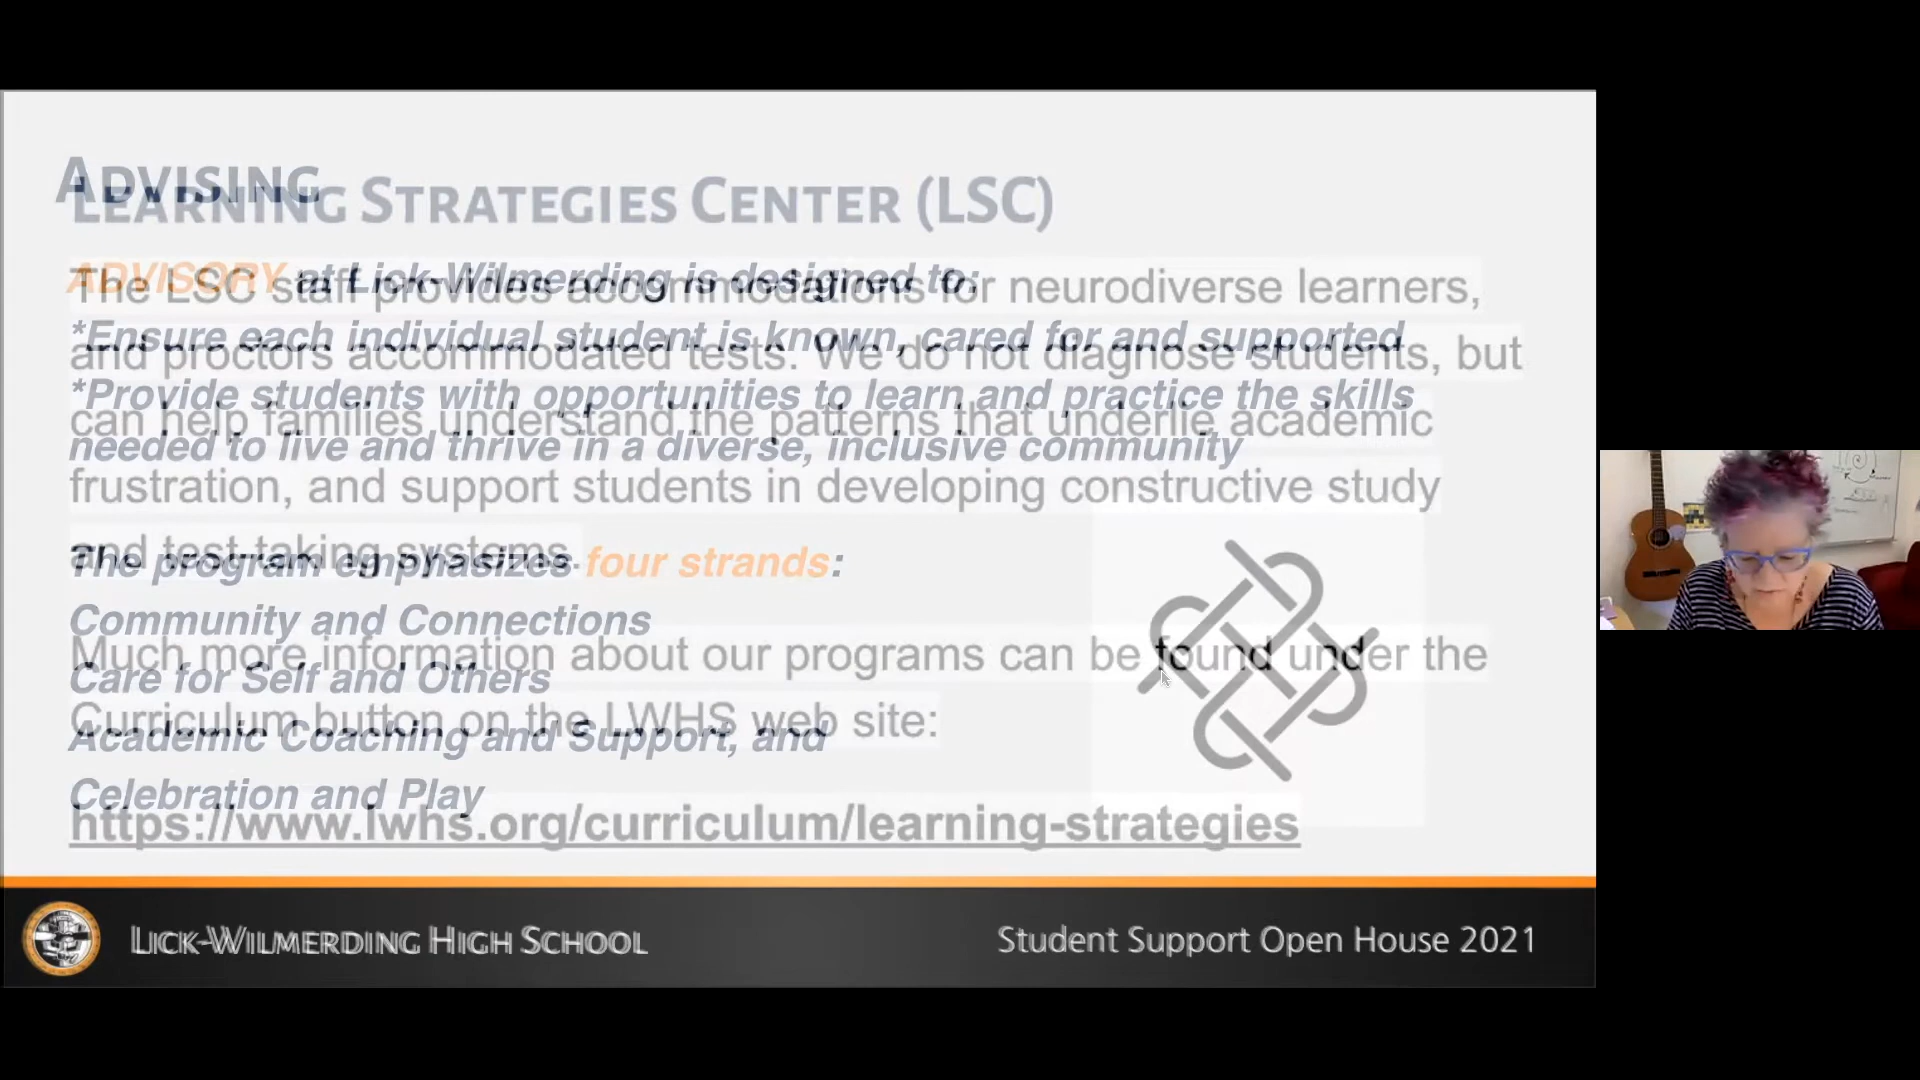 ADVISING
LEARNING STRATEGIES CENTER (LSC)
ADVISORY at Lick-Wilmerding is designed to:
The LSC staff provides accommodations for neurodiverse learners,
*Ensure each individual student is known, cared for and supported
and proctors accommodated tests. We do not diagnose students, but
*Provide students with opportunities to learn and practice the skills
can help families understand the patterns that underlie academic
needed to live and thrive in a diverse, inclusive community
frustration, and support students in developing constructive study
and test taking systems.
The program emphasizes four strands:
Community and Connections
Much more information about our programs can be found under the
Care for Self and Others
Curriculum button on the LWHS web site:
Academic Coaching and Support, and
Celebration and Play
https://www.lwhs.org/curriculum/learning-strategies
LICK-WILMERDING HIGH SCHOOL
Student Support Open House 2021